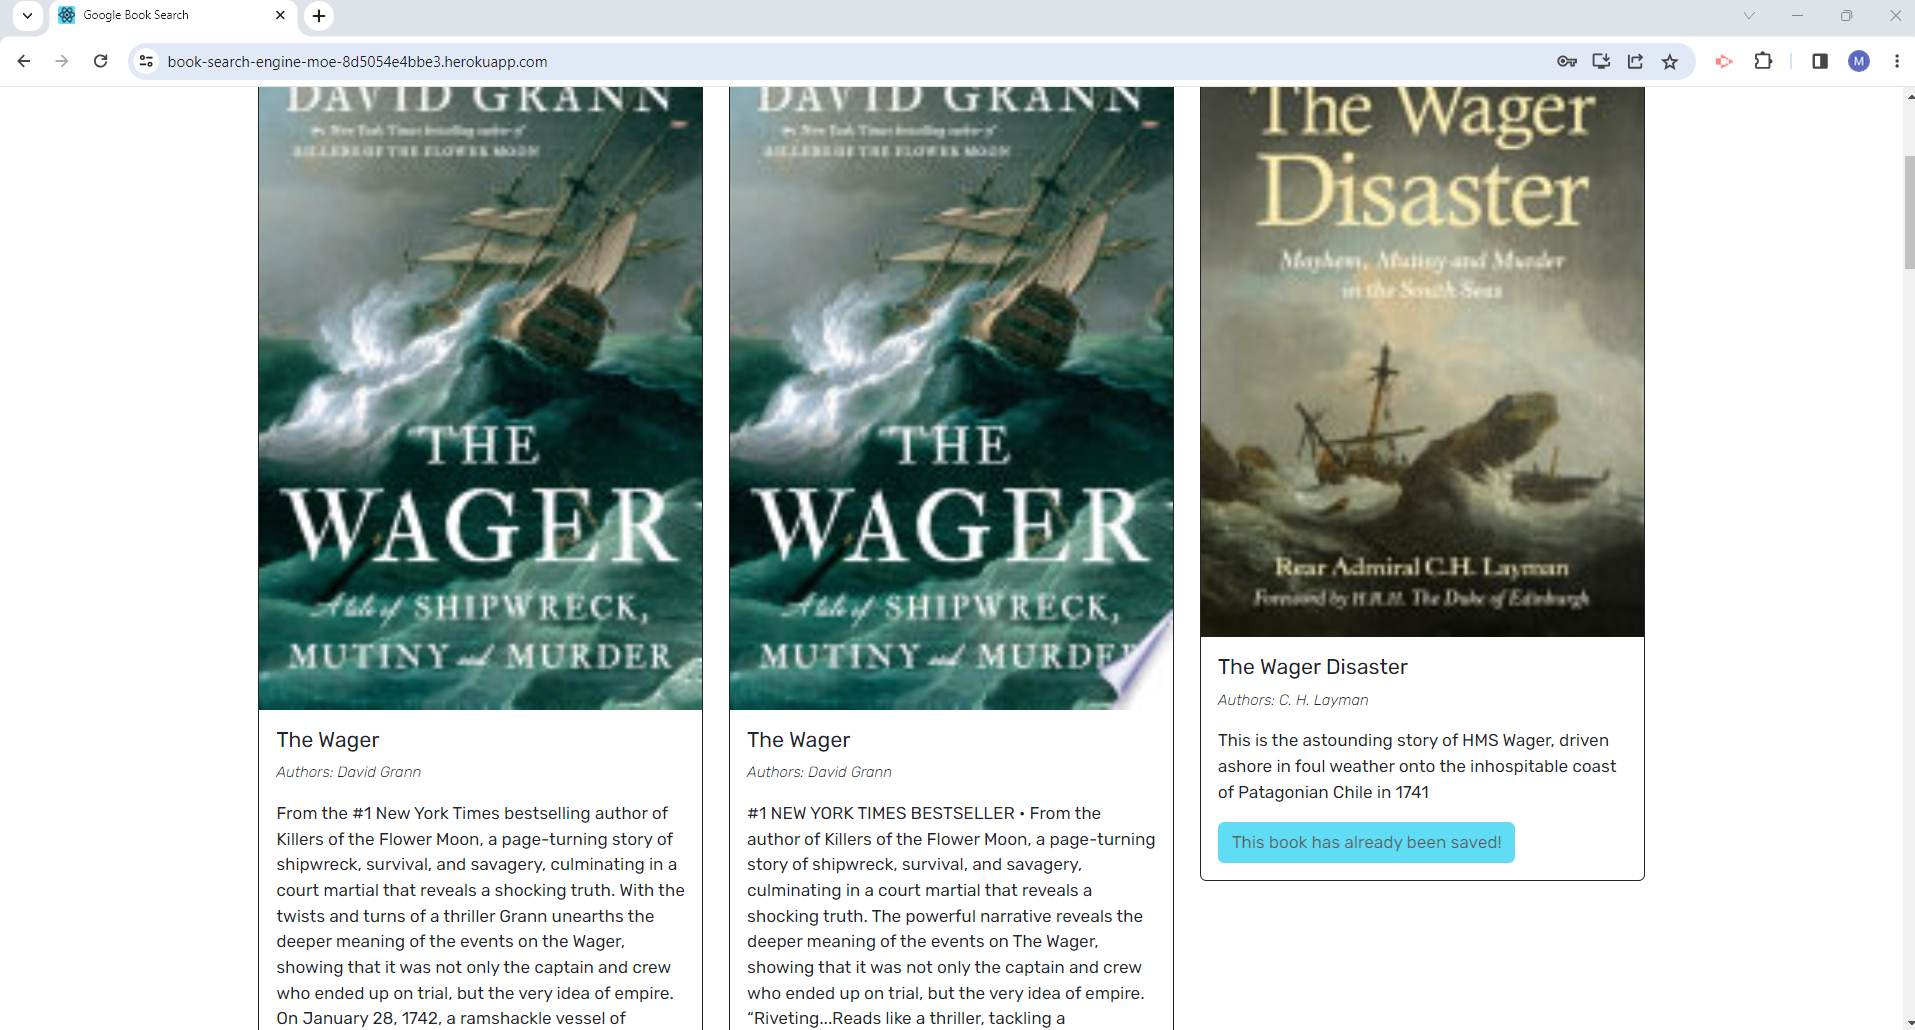 Google Book Search
book-search-engine-moe-8d5054e4bbe3.herokuapp.com
M
DAVID GRANN
New York Times bestselling author of
KILLERS OF THE FLOWER MOON
THE
WAGER
A tale of SHIPWRECK,
MUTINY and MURDER
The Wager
Authors: David Grann
From the #1 New York Times bestselling author of
Killers of the Flower Moon, a page-turning story of
shipwreck, survival, and savagery, culminating in a
court martial that reveals a shocking truth. With the
twists and turns of a thriller Grann unearths the
deeper meaning of the events on the Wager,
showing that it was not only the captain and crew
who ended up on trial, but the very idea of empire.
On January 28, 1742, a ramshackle vessel of
DAVID GRANN
New York Times bestselling author of
KILLERS OF THE FLOWER MOON
THE
WAGER
A tale of SHIPWRECK,
MUTINY and MURDER
The Wager
Authors: David Grann
#1 NEW YORK TIMES BESTSELLER • From the
author of Killers of the Flower Moon, a page-turning
story of shipwreck, survival, and savagery,
culminating in a court martial that reveals a
shocking truth. The powerful narrative reveals the
deeper meaning of the events on The Wager,
showing that it was not only the captain and crew
who ended up on trial, but the very idea of empire.
“Riveting...Reads like a thriller, tackling a
The Wager
Disaster
Mayhem, Mutiny and Murder
in the South Seas
Rear Admiral C.H. Layman
Foreword by H.R.H. The Duke of Edinburgh
The Wager Disaster
Authors: C. H. Layman
This is the astounding story of HMS Wager, driven
ashore in foul weather onto the inhospitable coast
of Patagonian Chile in 1741
This book has already been saved!